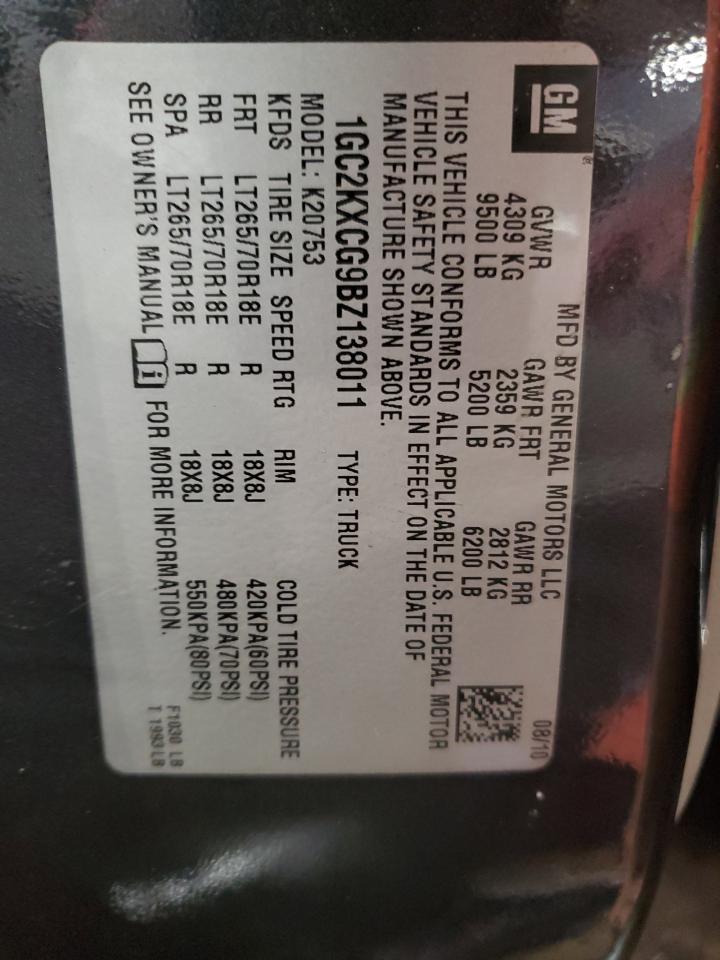 GM
MFD BY GENERAL MOTORS LLC 08/10
GVWR GAWR FRT GAWR RR
4309 KG 2359 KG 2812 KG
9500 LB 5200 LB 6200 LB
THIS VEHICLE CONFORMS TO ALL APPLICABLE U.S. FEDERAL MOTOR
VEHICLE SAFETY STANDARDS IN EFFECT ON THE DATE OF
MANUFACTURE SHOWN ABOVE.
1GC2KXCG9BZ138011 TYPE: TRUCK
MODEL: K20753
KFDS TIRE SIZE SPEED RTG RIM COLD TIRE PRESSURE
FRT LT265/70R18E R 18X8J 420KPA(60PSI)
RR LT265/70R18E R 18X8J 480KPA(70PSI)
SPA LT265/70R18E R 18X8J 550KPA(80PSI)
SEE OWNER'S MANUAL FOR MORE INFORMATION.
F1030 LB
T 1993 LB